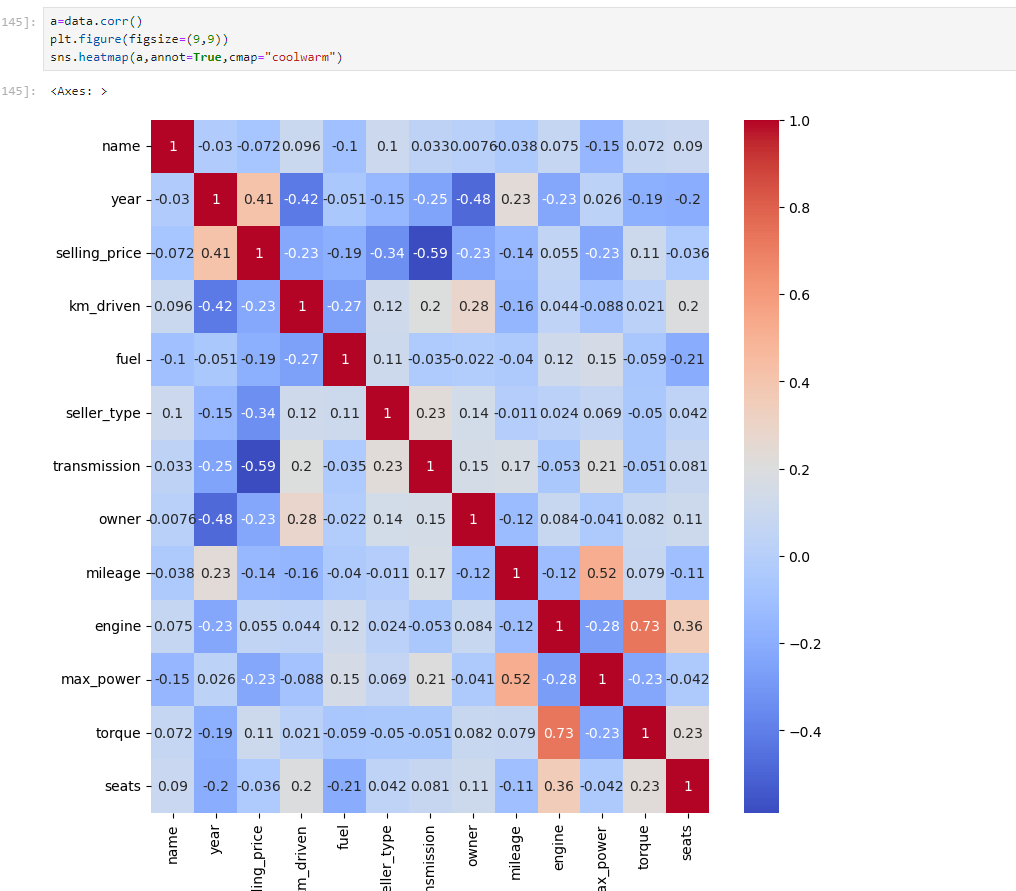 145]:
a=data.corr()
plt.figure(figsize=(9,9))
sns.heatmap(a,annot=True,cmap="coolwarm")
145]:
<Axes: >
name 1 -0.03 -0.072 0.096 -0.1 0.1 0.033 0.0076 -0.038 0.075 -0.15 0.072 0.09
year -0.03 1 0.41 -0.42 -0.051 -0.15 -0.25 -0.48 0.23 -0.23 0.026 -0.19 -0.2
selling_price -0.072 0.41 1 -0.23 -0.19 -0.34 -0.59 -0.23 -0.14 0.055 -0.23 0.11 -0.036
km_driven 0.096 -0.42 -0.23 1 -0.27 0.12 0.2 0.28 -0.16 0.044 -0.088 0.021 0.2
fuel -0.1 -0.051 -0.19 -0.27 1 0.11 -0.035 -0.022 -0.04 0.12 0.15 -0.059 -0.21
seller_type 0.1 -0.15 -0.34 0.12 0.11 1 0.23 0.14 -0.011 0.024 0.069 -0.05 0.042
transmission 0.033 -0.25 -0.59 0.2 -0.035 0.23 1 0.15 0.17 -0.053 0.21 -0.051 0.081
owner 0.0076 -0.48 -0.23 0.28 -0.022 0.14 0.15 1 -0.12 0.084 -0.041 0.082 0.11
mileage -0.038 0.23 -0.14 -0.16 -0.04 -0.011 0.17 -0.12 1 -0.12 0.52 0.079 -0.11
engine 0.075 -0.23 0.055 0.044 0.12 0.024 -0.053 0.084 -0.12 1 -0.28 0.73 0.36
max_power -0.15 0.026 -0.23 -0.088 0.15 0.069 0.21 -0.041 0.52 -0.28 1 -0.23 -0.042
torque 0.072 -0.19 0.11 0.021 -0.059 -0.05 -0.051 0.082 0.079 0.73 -0.23 1 0.23
seats 0.09 -0.2 -0.036 0.2 -0.21 0.042 0.081 0.11 -0.11 0.36 -0.042 0.23 1
name
year
ling_price
m_driven
fuel
eller_type
nsmission
owner
mileage
engine
ax_power
torque
seats
1.0
0.8
0.6
0.4
0.2
0.0
−0.2
−0.4